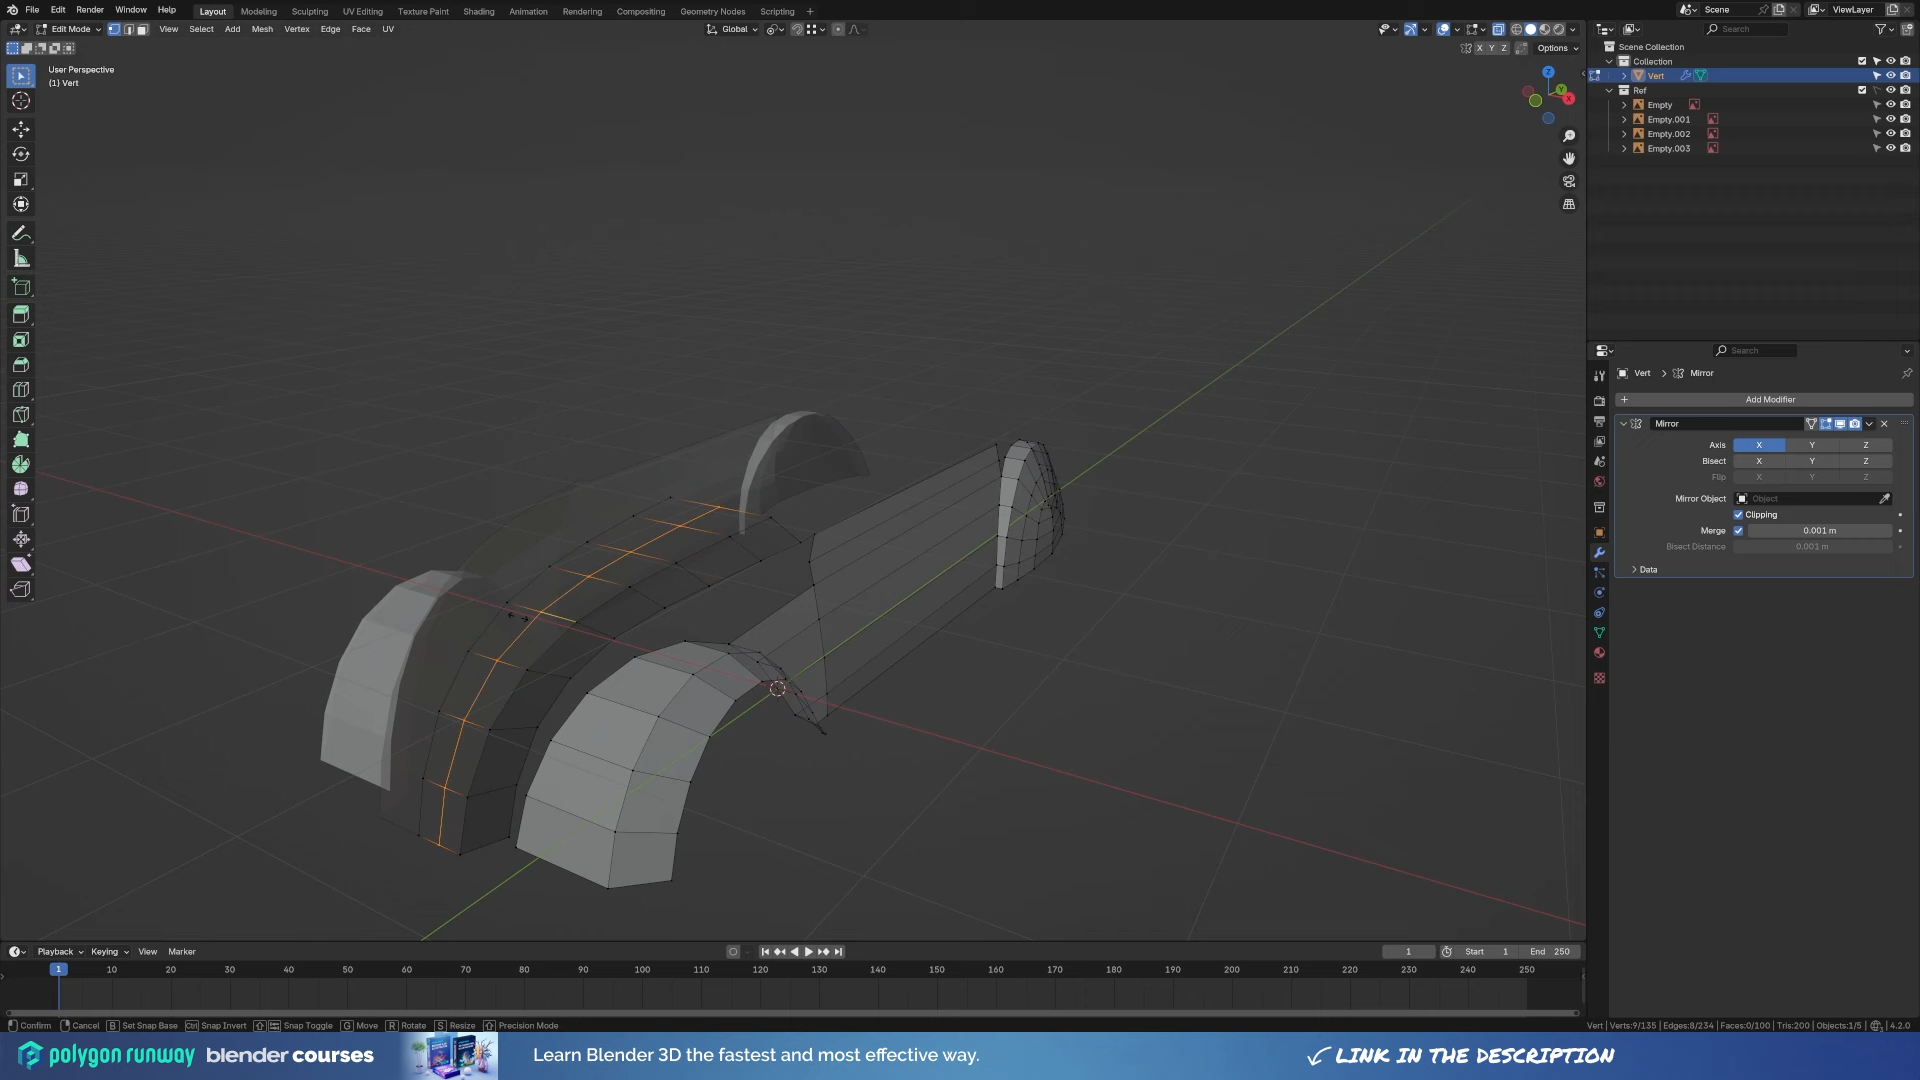 File Edit Render Window Help Layout Modeling Sculpting UV Editing Texture Paint Shading Animation Rendering Compositing Geometry Nodes Scripting + Scene ViewLayer
Edit Mode View Select Add Mesh Vertex Edge Face UV Global Search
X Y Z Options
User Perspective
(1) Vert
Z
Y
X
Scene Collection
Collection
Vert
Ref
Empty
Empty.001
Empty.002
Empty.003
Search
Vert > Mirror
+ Add Modifier
Mirror
Axis X Y Z
Bisect X Y Z
Flip X Y Z
Mirror Object Object
Clipping
Merge 0.001 m
Bisect Distance 0.001 m
Data
Playback Keying View Marker 1 Start 1 End 250
1 10 20 30 40 50 60 70 80 90 100 110 120 130 140 150 160 170 180 190 200 210 220 230 240 250
Confirm Cancel B Set Snap Base Ctrl Snap Invert Snap Toggle G Move R Rotate S Resize Precision Mode Vert | Verts:9/135 | Edges:8/234 | Faces:0/100 | Tris:200 | Objects:1/5 | 4.2.0
polygon runway blender courses Learn Blender 3D the fastest and most effective way. LINK IN THE DESCRIPTION